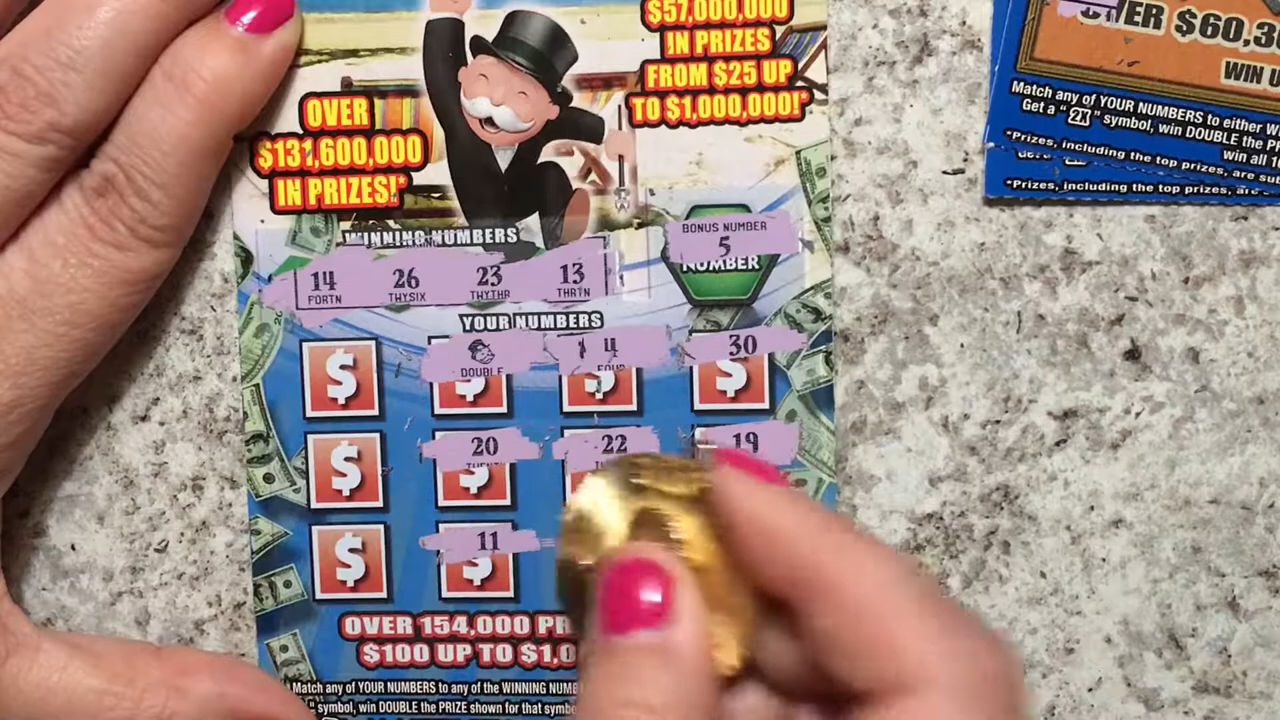 $57,000,000
IN PRIZES
FROM $25 UP
TO $1,000,000!*
OVER
$131,600,000
IN PRIZES!*
WINNING NUMBERS
14 26 23 13
FORTN THYSIX THYTHR THRTN
BONUS NUMBER
5
NUMBER
YOUR NUMBERS
$ DOUBLE $ 4 $ 30 $
FOUR
$ 20 $ 22 19
$ 11 $
OVER 154,000 PR
$100 UP TO $1,0
Match any of YOUR NUMBERS to any of the WINNING NUMB
" symbol, win DOUBLE the PRIZE shown for that symbo
OVER $60,3
WIN U
Match any of YOUR NUMBERS to either W
Get a "2X" symbol, win DOUBLE the PR
win all 1
*Prizes, including the top prizes, are sub
*Prizes, including the top prizes, are